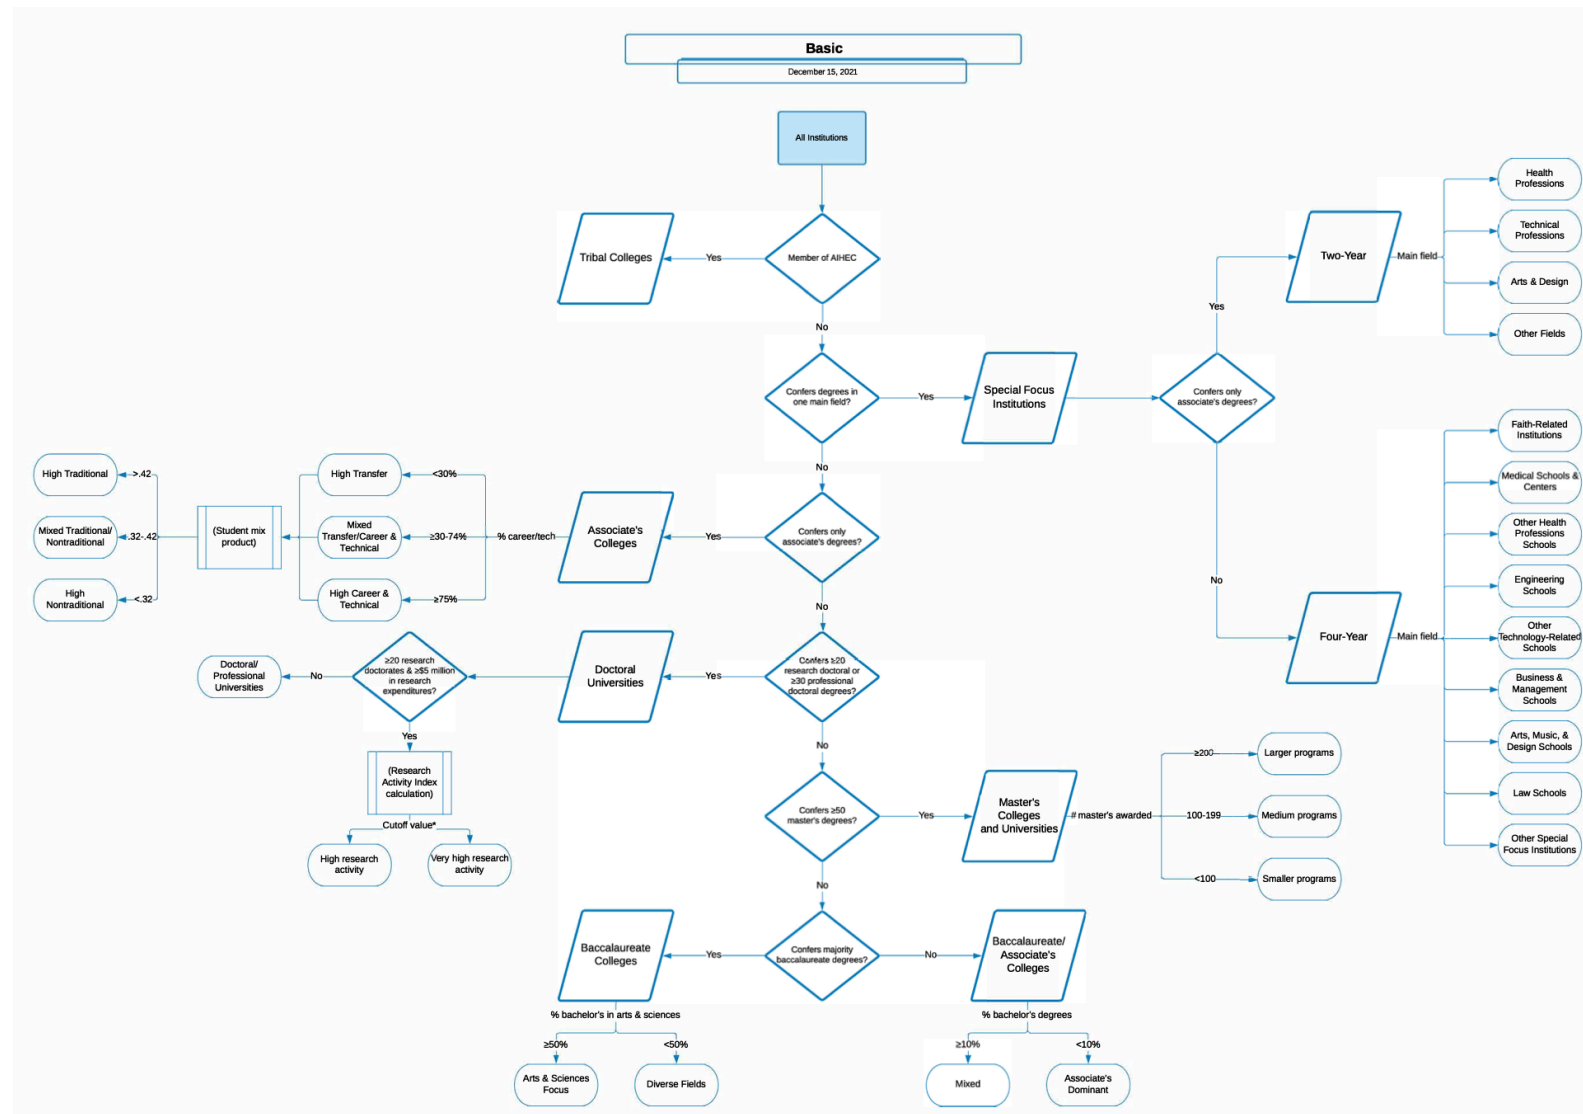 Basic
December 15, 2021
All Institutions
Member of AIHEC
Yes
Tribal Colleges
No
Confers degrees in
one main field?
Yes
Special Focus
Institutions
Confers only
associate's degrees?
Yes
Two-Year
Main field
Health
Professions
Technical
Professions
Arts & Design
Other Fields
No
Four-Year
Main field
Faith-Related
Institutions
Medical Schools &
Centers
Other Health
Professions
Schools
Engineering
Schools
Other
Technology-Related
Schools
Business &
Management
Schools
Arts, Music, &
Design Schools
Law Schools
Other Special
Focus Institutions
No
Confers only
associate's degrees?
Yes
Associate's
Colleges
% career/tech
<30%
≥30-74%
≥75%
High Transfer
Mixed
Transfer/Career &
Technical
High Career &
Technical
(Student mix
product)
>.42
.32-.42
<.32
High Traditional
Mixed Traditional/
Nontraditional
High
Nontraditional
No
Confers ≥20
research doctoral or
≥30 professional
doctoral degrees?
Yes
Doctoral
Universities
≥20 research
doctorates & ≥$5 million
in research
expenditures?
No
Doctoral/
Professional
Universities
Yes
(Research
Activity Index
calculation)
Cutoff value*
High research
activity
Very high research
activity
No
Confers ≥50
master's degrees?
Yes
Master's
Colleges
and Universities
# master's awarded
≥200
100-199
<100
Larger programs
Medium programs
Smaller programs
No
Confers majority
baccalaureate degrees?
Yes
Baccalaureate
Colleges
% bachelor's in arts & sciences
≥50%
<50%
Arts & Sciences
Focus
Diverse Fields
No
Baccalaureate/
Associate's
Colleges
% bachelor's degrees
≥10%
<10%
Mixed
Associate's
Dominant